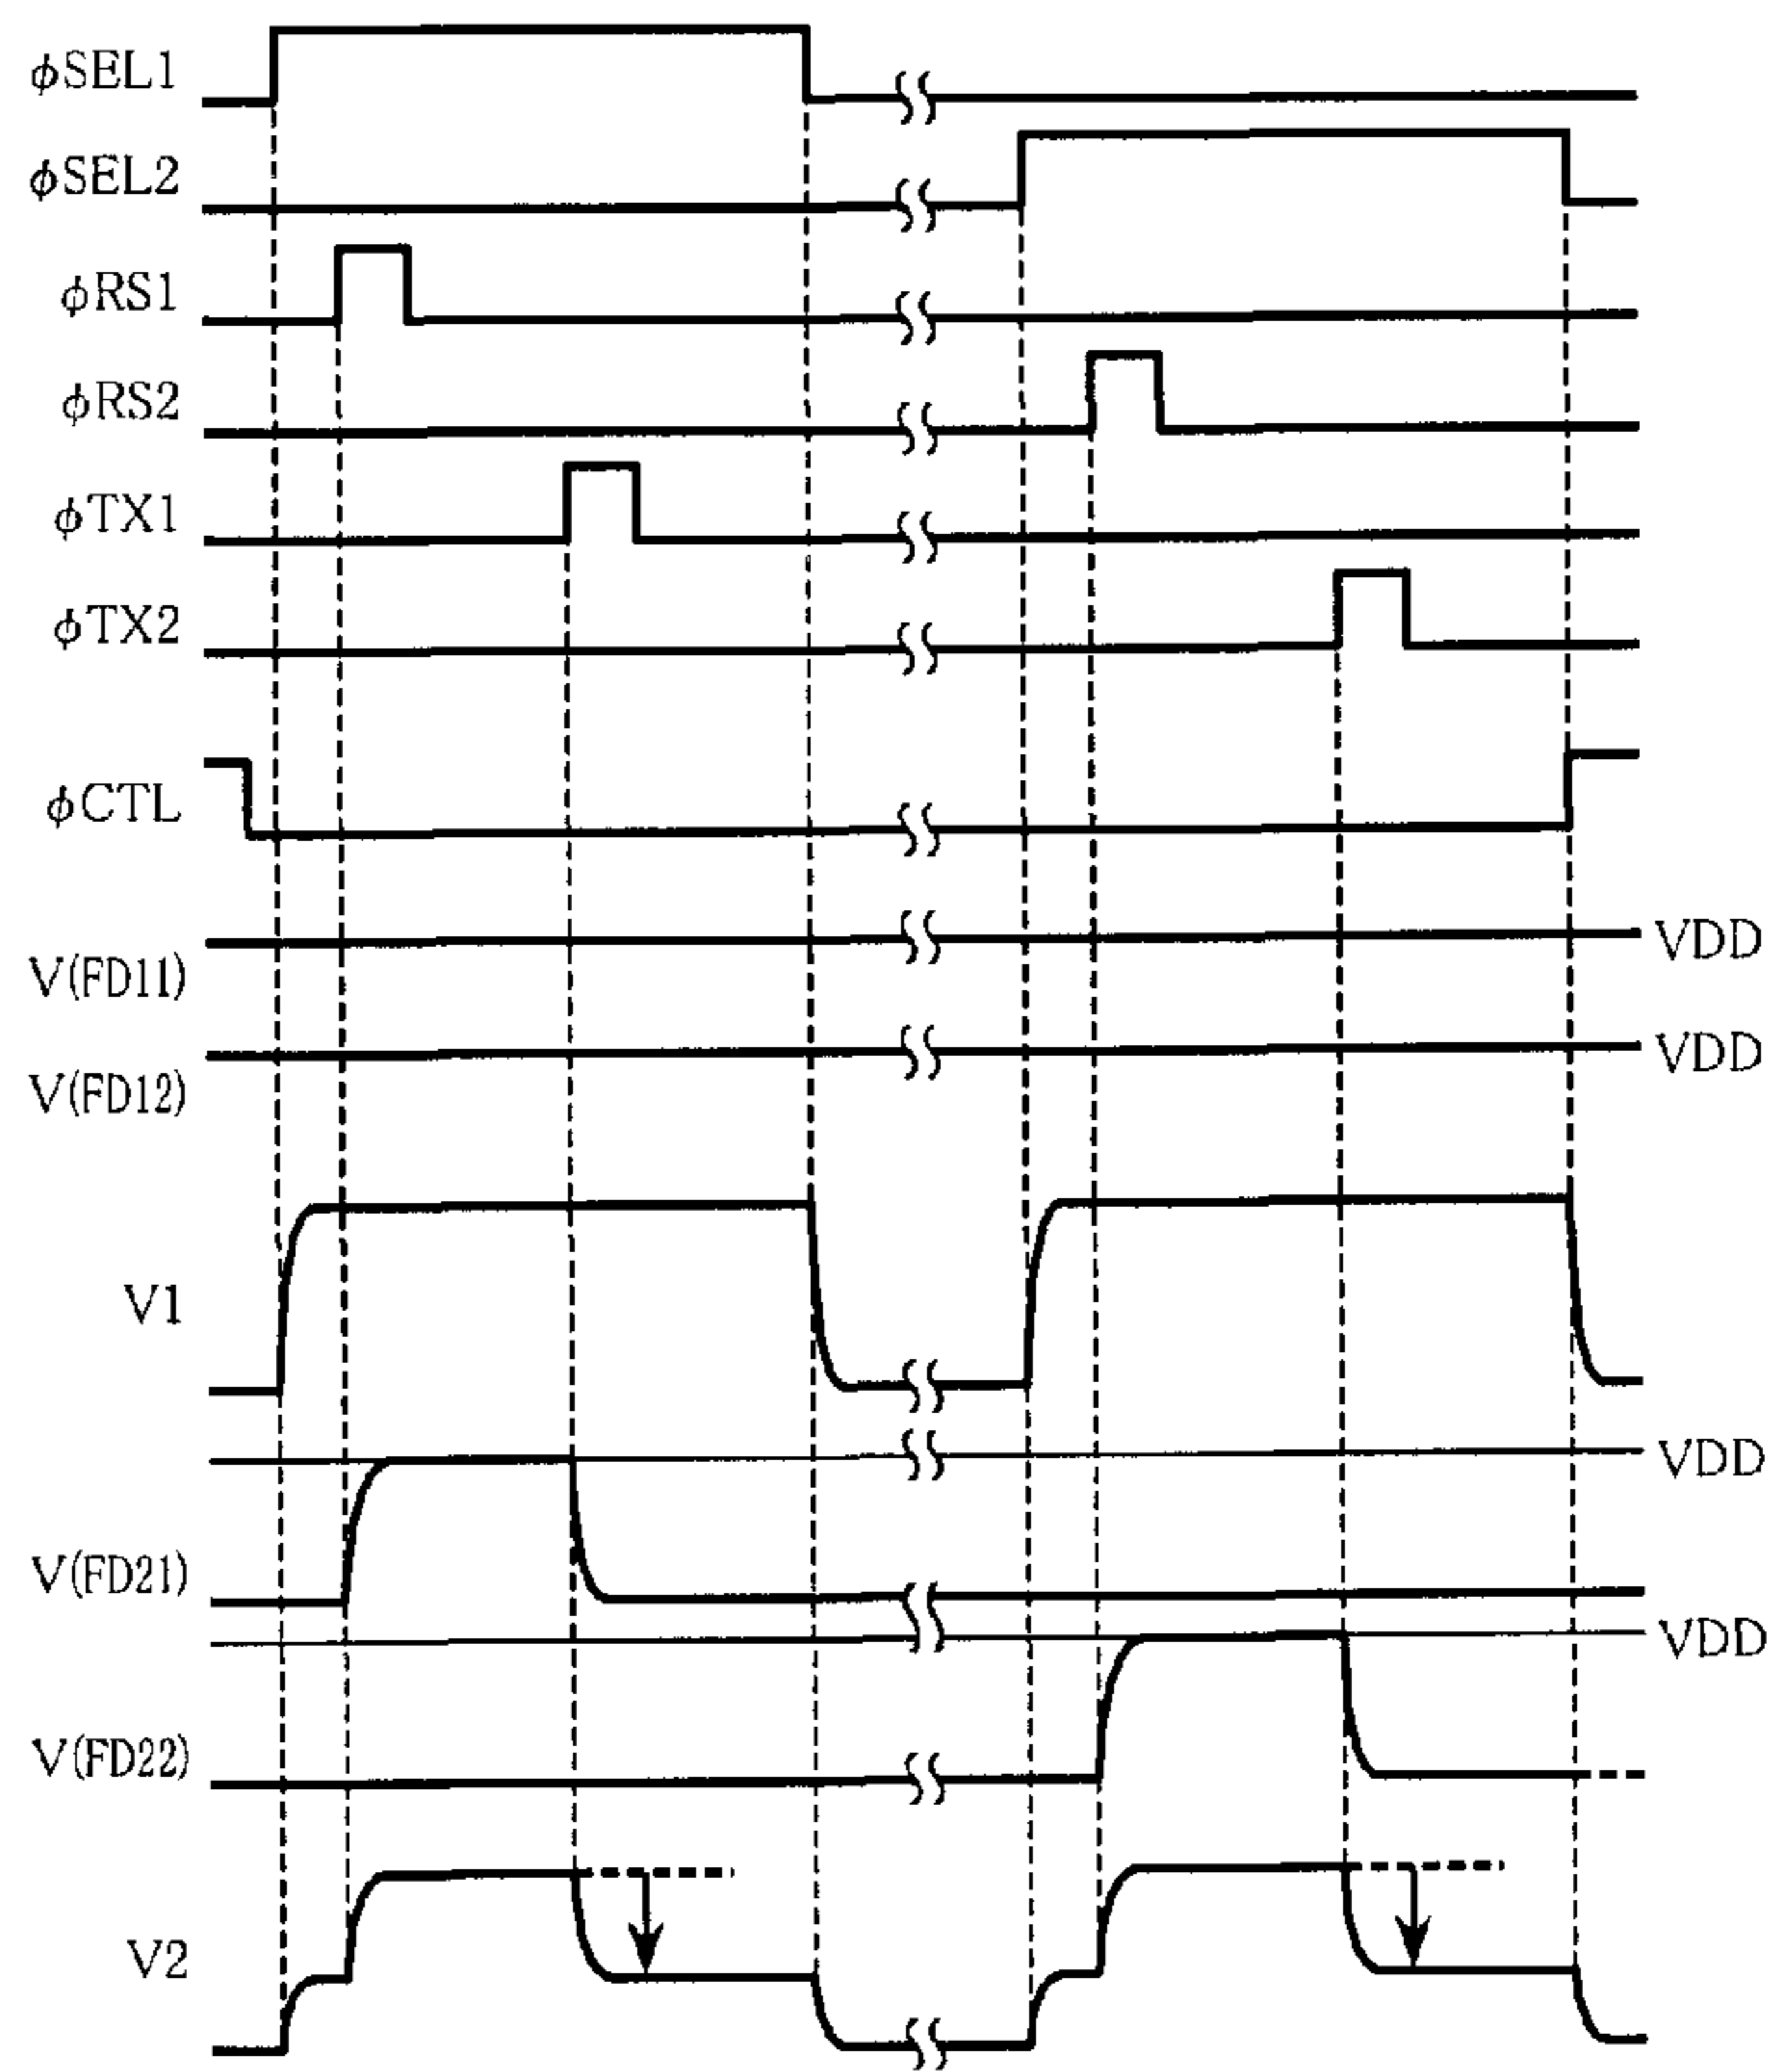 φSEL1
φSEL2
φRS1
φRS2
φTX1
φTX2
φCTL
V(FD11) VDD
V(FD12) VDD
V1
V(FD21) VDD
V(FD22) VDD
V2